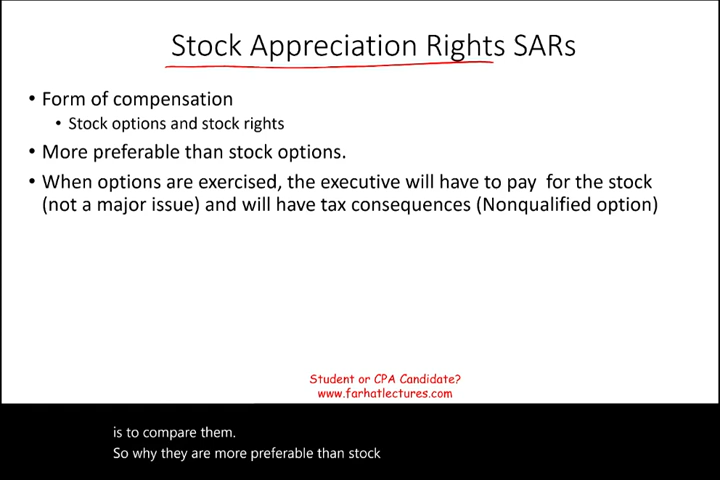 Stock Appreciation Rights SARs
• Form of compensation
• Stock options and stock rights
• More preferable than stock options.
• When options are exercised, the executive will have to pay for the stock
(not a major issue) and will have tax consequences (Nonqualified option)
Student or CPA Candidate?
www.farhatlectures.com
is to compare them.
So why they are more preferable than stock